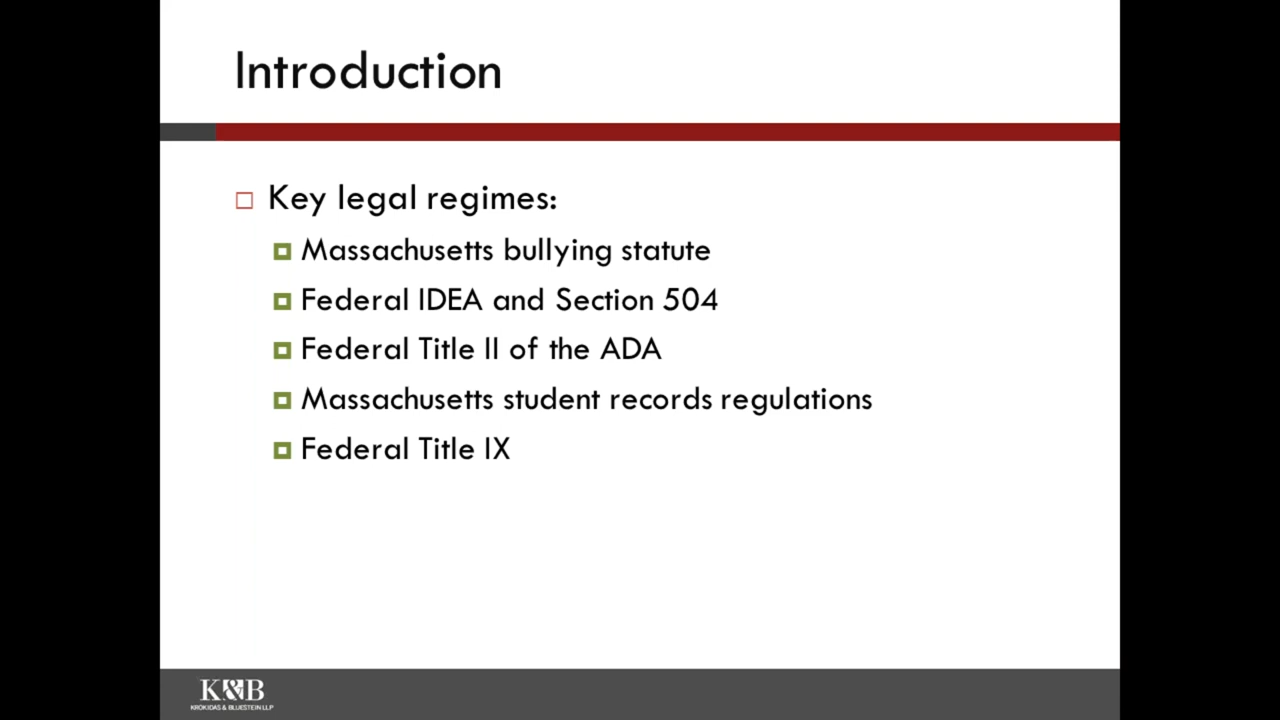 Introduction
Key legal regimes:
Massachusetts bullying statute
Federal IDEA and Section 504
Federal Title II of the ADA
Massachusetts student records regulations
Federal Title IX
K&B
KROKIDAS & BLUESTEIN LLP